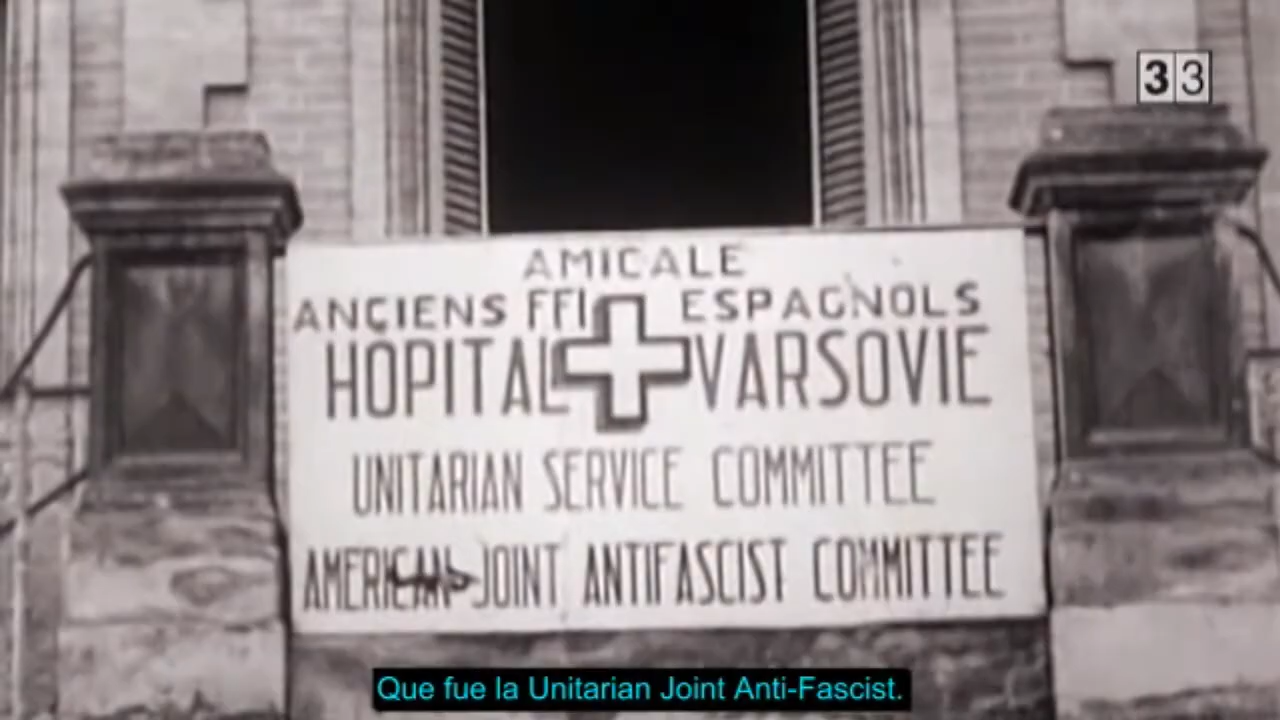 33
AMICALE
ANCIENS FFI ESPAGNOLS
HOPITAL VARSOVIE
UNITARIAN SERVICE COMMITTEE
AMERICAN JOINT ANTIFASCIST COMMITTEE
Que fue la Unitarian Joint Anti-Fascist.